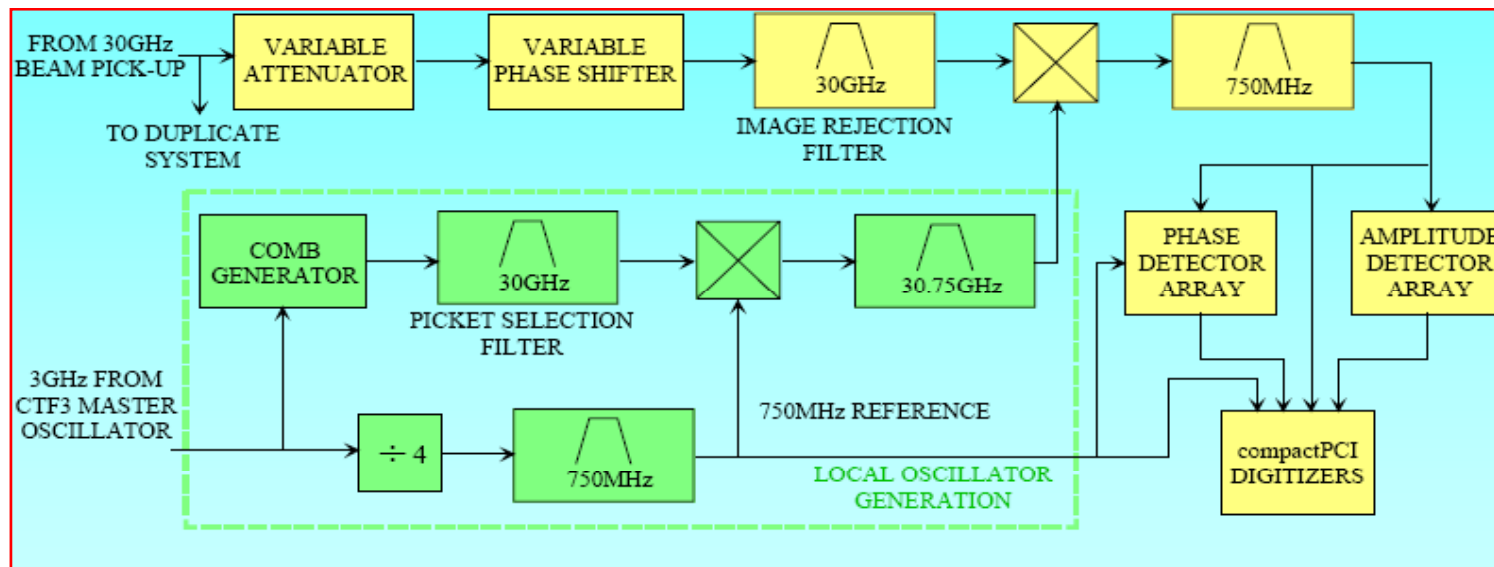 FROM 30GHz
BEAM PICK-UP
VARIABLE
ATTENUATOR
VARIABLE
PHASE SHIFTER
30GHz
750MHz
TO DUPLICATE
SYSTEM
IMAGE REJECTION
FILTER
COMB
GENERATOR
30GHz
30.75GHz
PHASE
DETECTOR
ARRAY
AMPLITUDE
DETECTOR
ARRAY
PICKET SELECTION
FILTER
3GHz FROM
CTF3 MASTER
OSCILLATOR
750MHz REFERENCE
÷ 4
750MHz
LOCAL OSCILLATOR
GENERATION
compactPCI
DIGITIZERS